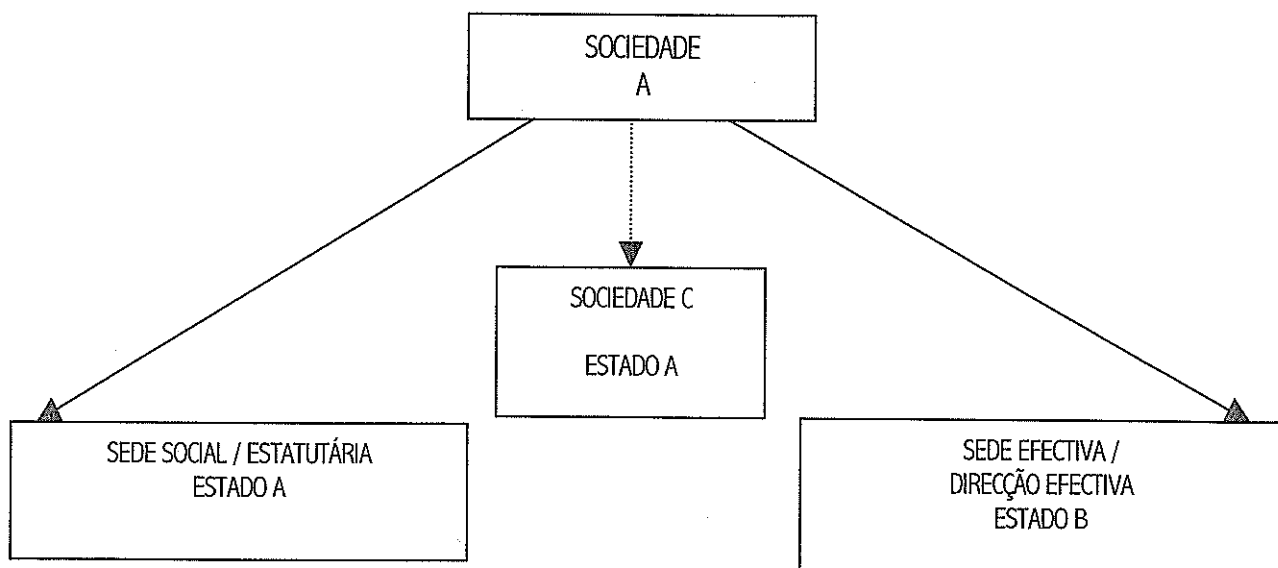 SOCIEDADE
A
SOCIEDADE C
ESTADO A
SEDE SOCIAL / ESTATUTÁRIA
ESTADO A
SEDE EFECTIVA /
DIRECÇÃO EFECTIVA
ESTADO B